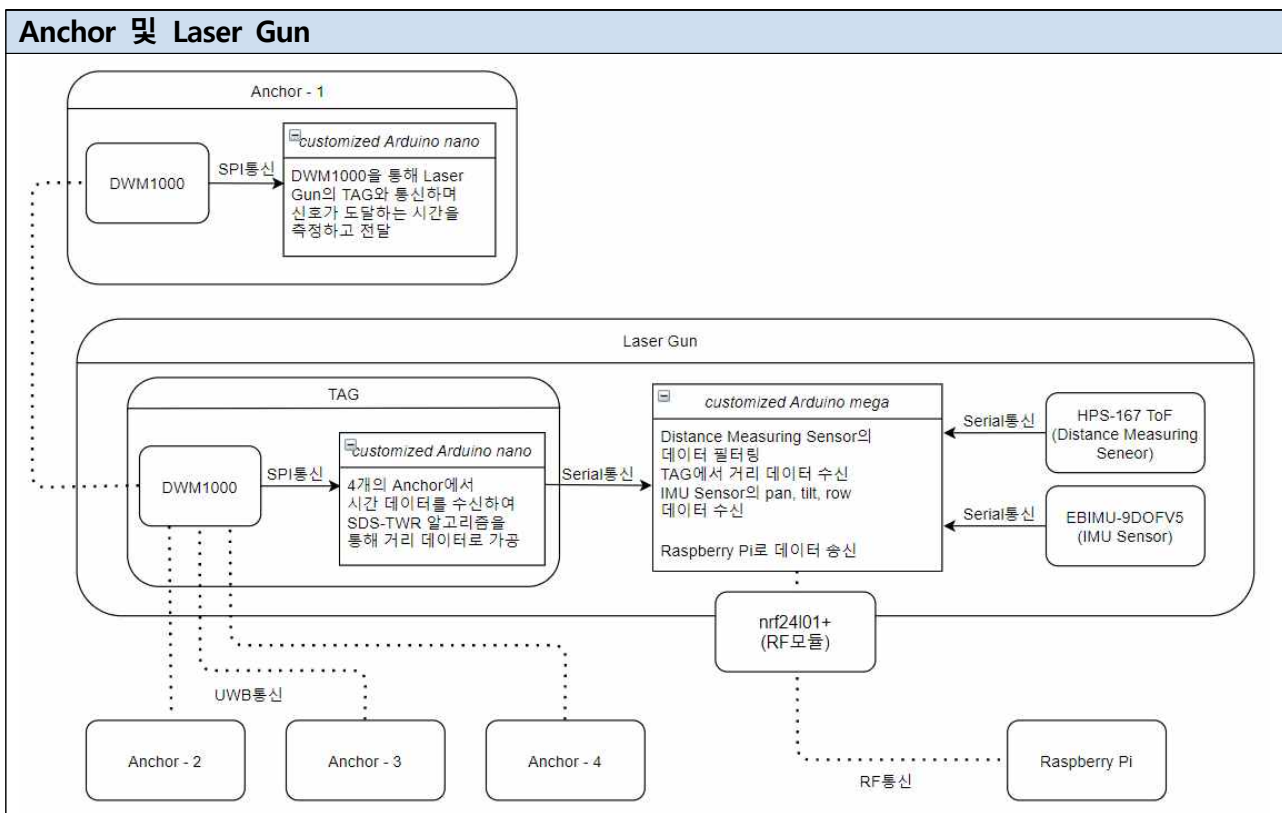 Anchor 및 Laser Gun
Anchor - 1
DWM1000
SPI통신
customized Arduino nano
DWM1000을 통해 Laser
Gun의 TAG와 통신하며
신호가 도달하는 시간을
측정하고 전달
Laser Gun
TAG
DWM1000
SPI통신
customized Arduino nano
4개의 Anchor에서
시간 데이터를 수신하여
SDS-TWR 알고리즘을
통해 거리 데이터로 가공
Serial통신
customized Arduino mega
Distance Measuring Sensor의
데이터 필터링
TAG에서 거리 데이터 수신
IMU Sensor의 pan, tilt, row
데이터 수신
Raspberry Pi로 데이터 송신
Serial통신
HPS-167 ToF
(Distance Measuring
Seneor)
Serial통신
EBIMU-9DOFV5
(IMU Sensor)
nrf24l01+
(RF모듈)
UWB통신
Anchor - 2
Anchor - 3
Anchor - 4
RF통신
Raspberry Pi